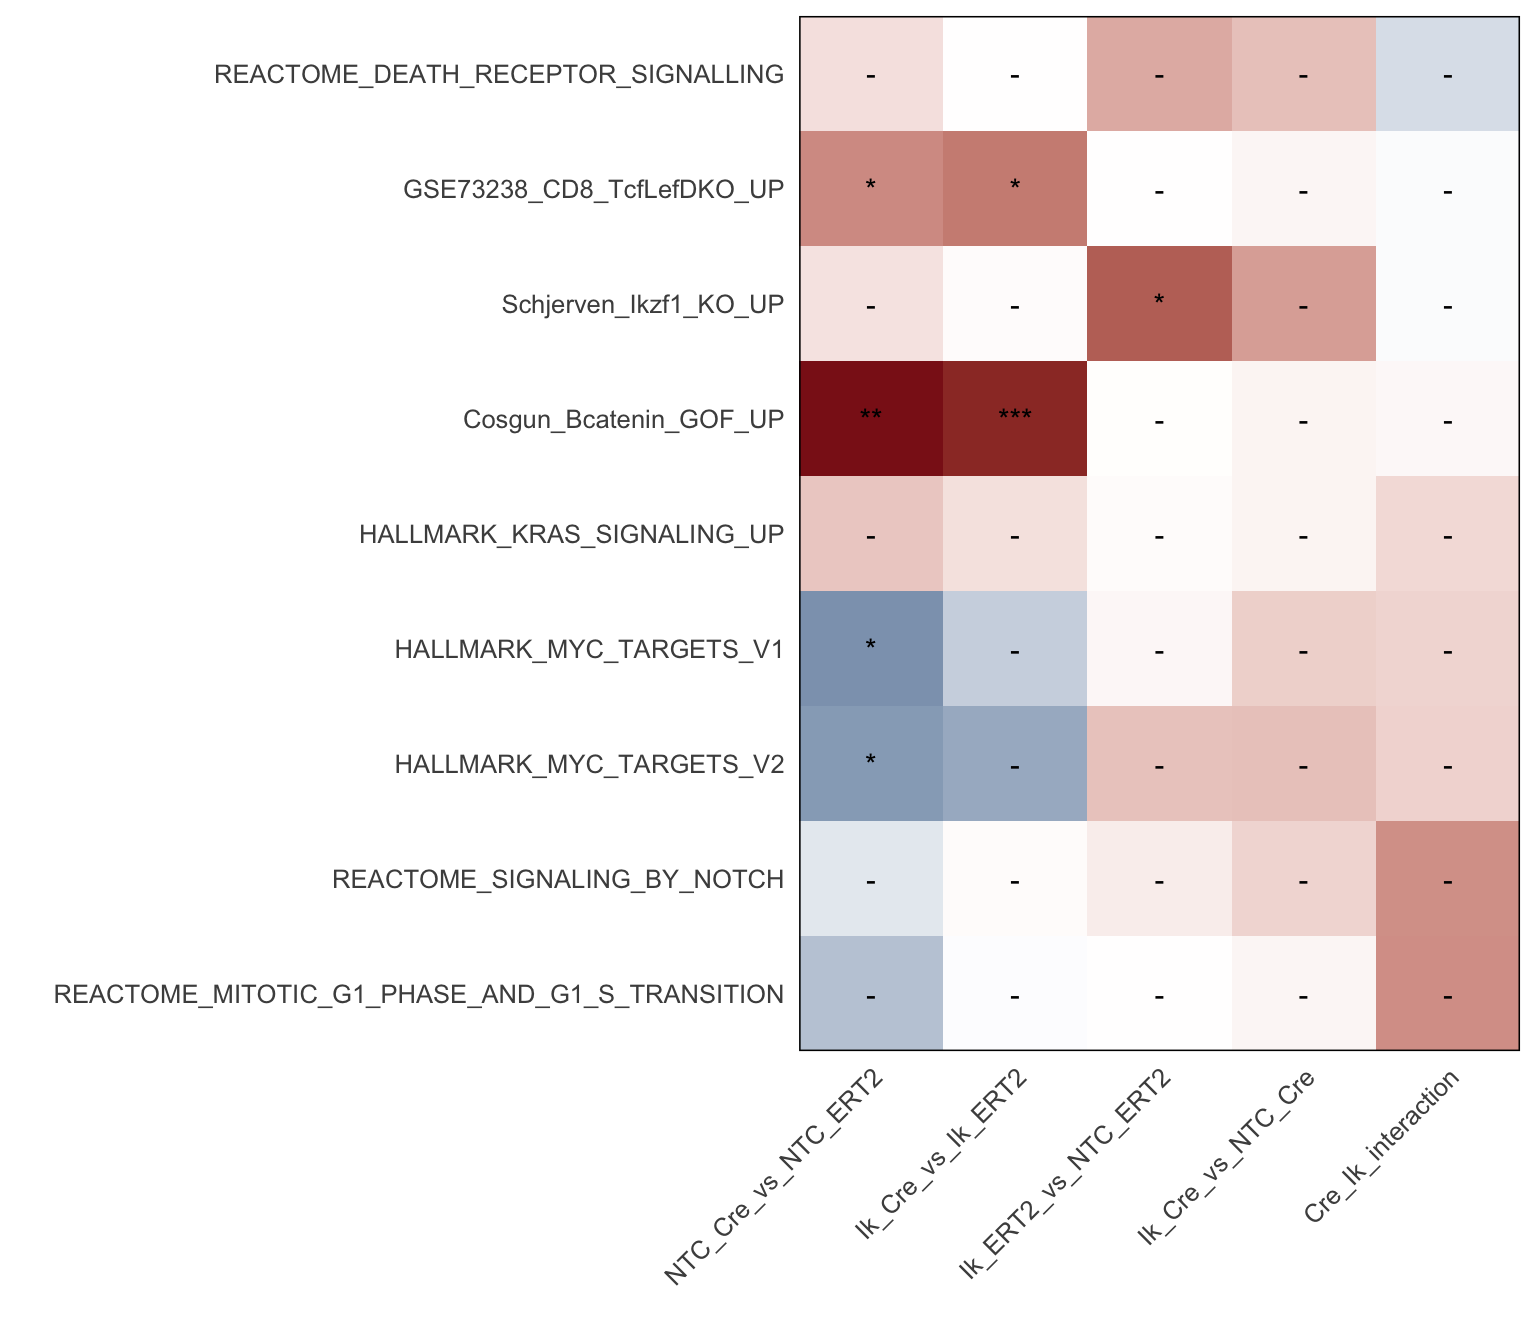 REACTOME_DEATH_RECEPTOR_SIGNALLING - - - - -
GSE73238_CD8_TcfLefDKO_UP * * - - -
Schjerven_Ikzf1_KO_UP - - * - -
Cosgun_Bcatenin_GOF_UP ** *** - - -
HALLMARK_KRAS_SIGNALING_UP - - - - -
HALLMARK_MYC_TARGETS_V1 * - - - -
HALLMARK_MYC_TARGETS_V2 * - - - -
REACTOME_SIGNALING_BY_NOTCH - - - - -
REACTOME_MITOTIC_G1_PHASE_AND_G1_S_TRANSITION - - - - -
NTC_Cre_vs_NTC_ERT2
Ik_Cre_vs_Ik_ERT2
Ik_ERT2_vs_NTC_ERT2
Ik_Cre_vs_NTC_Cre
Cre_Ik_interaction